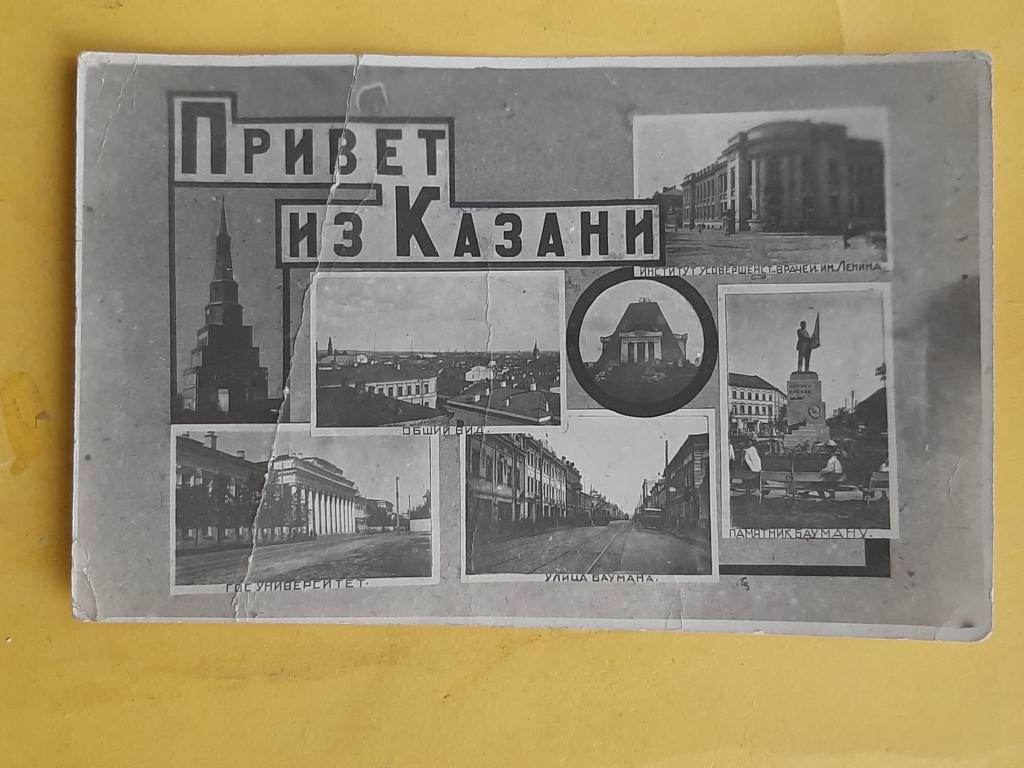 Привет
из Казани
Институт усовершенст. врачей им. Ленина
Общий вид.
Памятник Бауману.
Гос университет.
Улица Баумана.